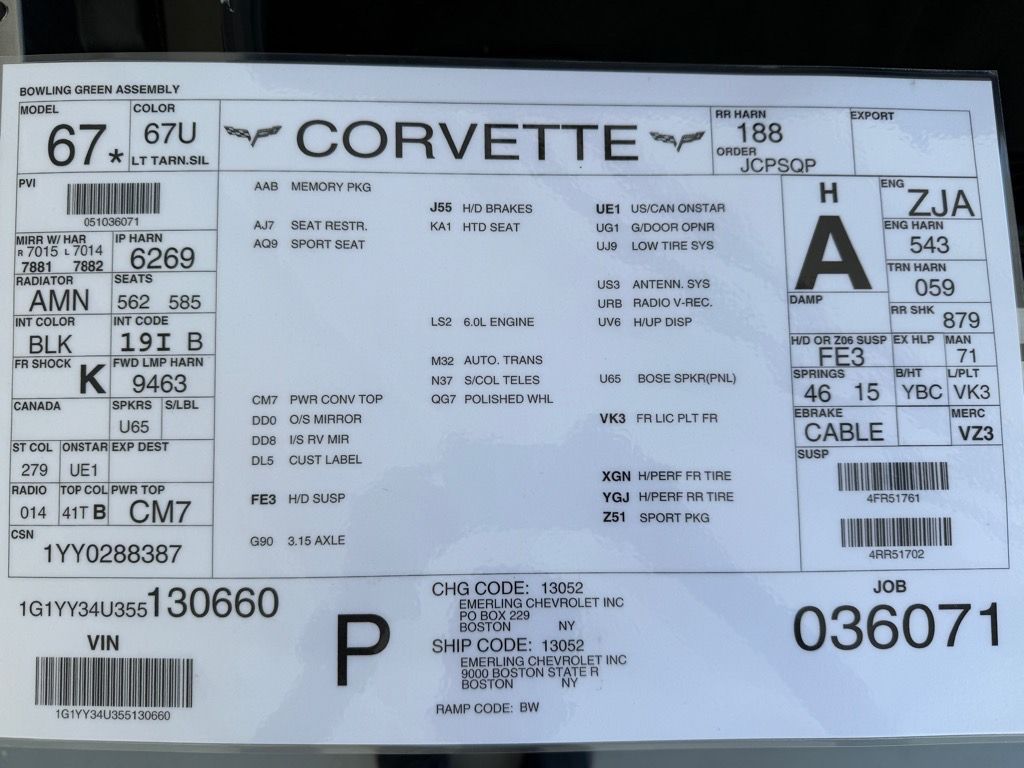 BOWLING GREEN ASSEMBLY
MODEL
67*
COLOR
67U
LT TARN.SIL
CORVETTE
RR HARN
188
ORDER
JCPSQP
EXPORT
PVI
051036071
MIRR W/ HAR
R 7015 L 7014
7881 7882
IP HARN
6269
RADIATOR
AMN
SEATS
562 585
INT COLOR
BLK
INT CODE
19I B
FR SHOCK
K
FWD LMP HARN
9463
CANADA
SPKRS
U65
S/LBL
ST COL
279
ONSTAR
UE1
EXP DEST
RADIO
014
TOP COL
41T B
PWR TOP
CM7
CSN
1YY0288387
AAB MEMORY PKG
AJ7 SEAT RESTR.
AQ9 SPORT SEAT
CM7 PWR CONV TOP
DD0 O/S MIRROR
DD8 I/S RV MIR
DL5 CUST LABEL
FE3 H/D SUSP
G90 3.15 AXLE
J55 H/D BRAKES
KA1 HTD SEAT
LS2 6.0L ENGINE
M32 AUTO. TRANS
N37 S/COL TELES
QG7 POLISHED WHL
UE1 US/CAN ONSTAR
UG1 G/DOOR OPNR
UJ9 LOW TIRE SYS
US3 ANTENN. SYS
URB RADIO V-REC.
UV6 H/UP DISP
U65 BOSE SPKR(PNL)
VK3 FR LIC PLT FR
XGN H/PERF FR TIRE
YGJ H/PERF RR TIRE
Z51 SPORT PKG
H
A
DAMP
ENG
ZJA
ENG HARN
543
TRN HARN
059
RR SHK
879
H/D OR Z06 SUSP
FE3
EX HLP
MAN
71
SPRINGS
46 15
B/HT
YBC
L/PLT
VK3
EBRAKE
CABLE
MERC
VZ3
SUSP
4FR51761
4RR51702
1G1YY34U355130660
VIN
1G1YY34U355130660
P
CHG CODE: 13052
EMERLING CHEVROLET INC
PO BOX 229
BOSTON NY
SHIP CODE: 13052
EMERLING CHEVROLET INC
9000 BOSTON STATE R
BOSTON NY
RAMP CODE: BW
JOB
036071